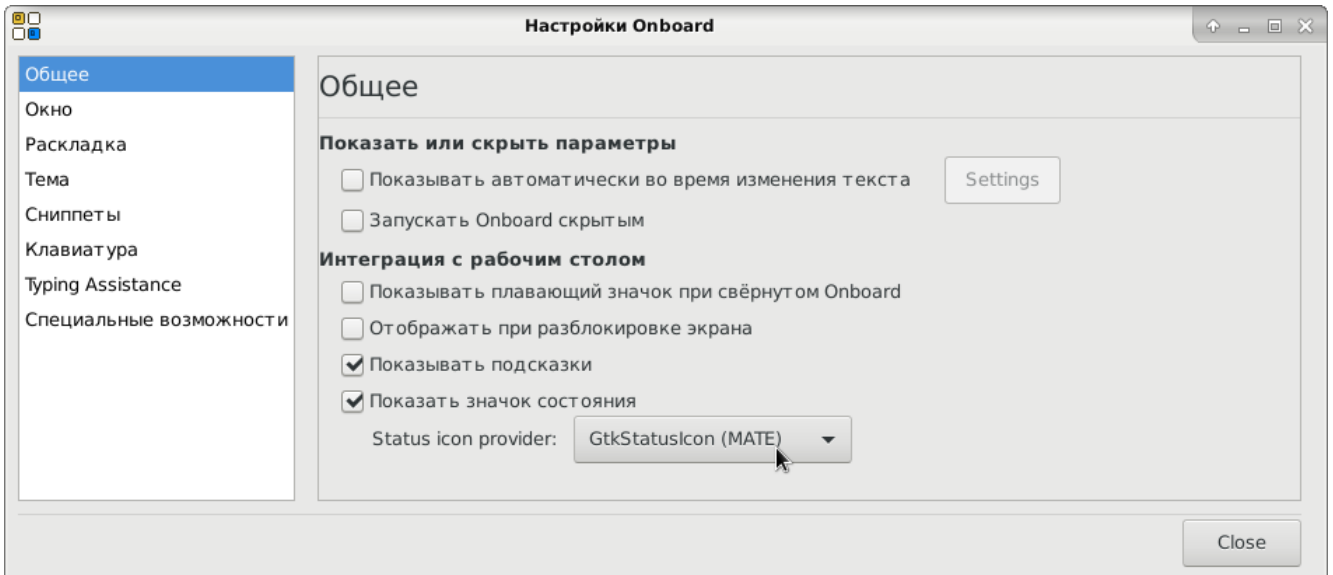 Настройки Onboard
Общее
Окно
Раскладка
Тема
Сниппеты
Клавиатура
Typing Assistance
Специальные возможности
Общее
Показать или скрыть параметры
Показывать автоматически во время изменения текста Settings
Запускать Onboard скрытым
Интеграция с рабочим столом
Показывать плавающий значок при свёрнутом Onboard
Отображать при разблокировке экрана
Показывать подсказки
Показать значок состояния
Status icon provider: GtkStatusIcon (MATE)
Close